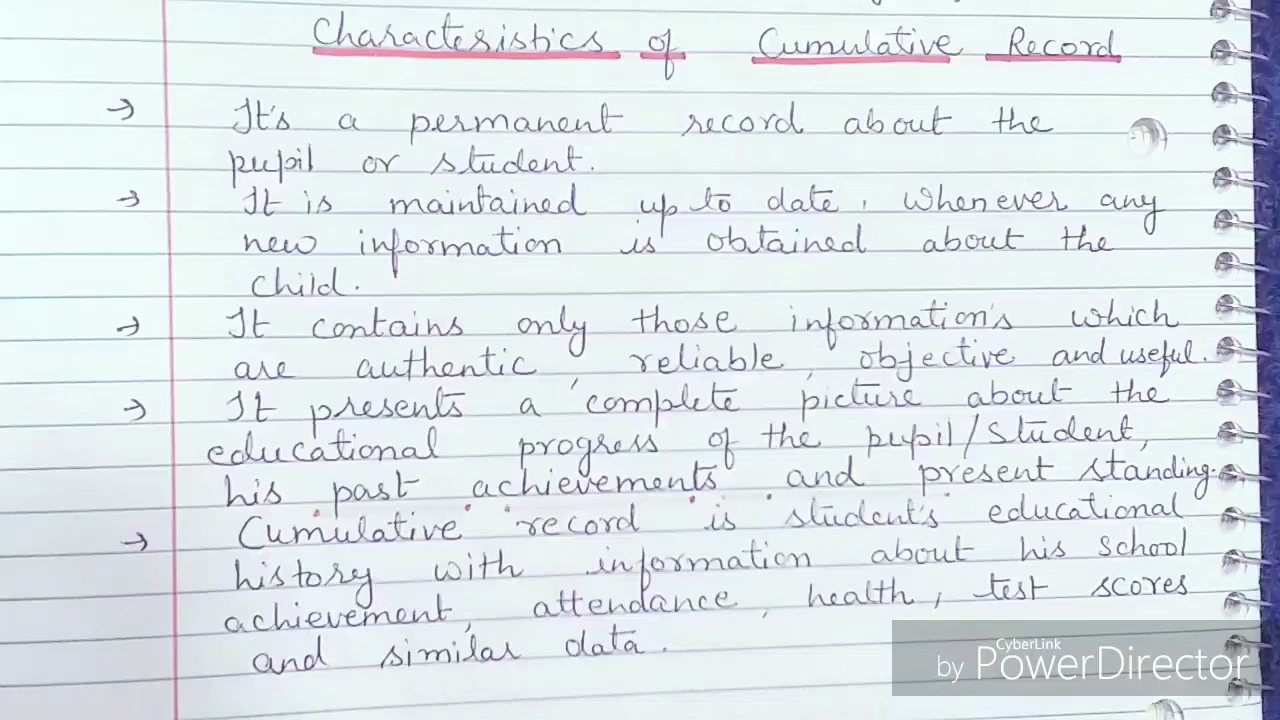 Characteristics of Cumulative Record
→ It's a permanent record about the
pupil or student.
→ It is maintained up to date, whenever any
new information is obtained about the
child.
→ It contains only those information's which
are authentic, reliable, objective and useful.
→ It presents a complete picture about the
educational progress of the pupil/student,
his past achievements and present standing.
→ Cumulative record is student's educational
history with information about his school
achievement, attendance, health, test scores
and similar data.
CyberLink
by PowerDirector